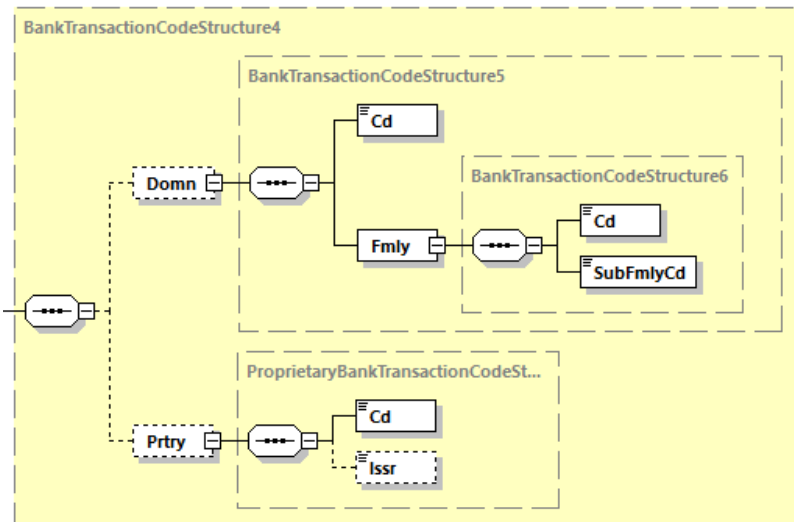 BankTransactionCodeStructure4
BankTransactionCodeStructure5
Cd
Domn
BankTransactionCodeStructure6
Cd
Fmly
SubFmlyCd
ProprietaryBankTransactionCodeSt...
Cd
Prtry
Issr